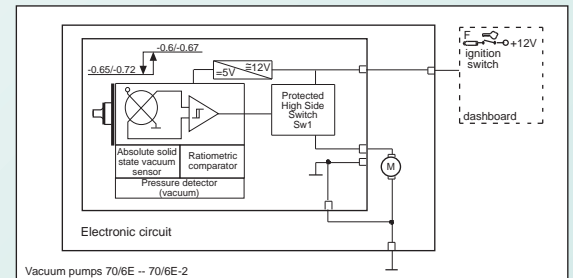 -0.6/-0.67
-0.65/-0.72
=5V
≅12V
F
+12V
ignition
switch
dashboard
Protected
High Side
Switch
Sw1
Absolute solid
state vacuum
sensor
Ratiometric
comparator
Pressure detector
(vacuum)
M
Electronic circuit
Vacuum pumps 70/6E -- 70/6E-2